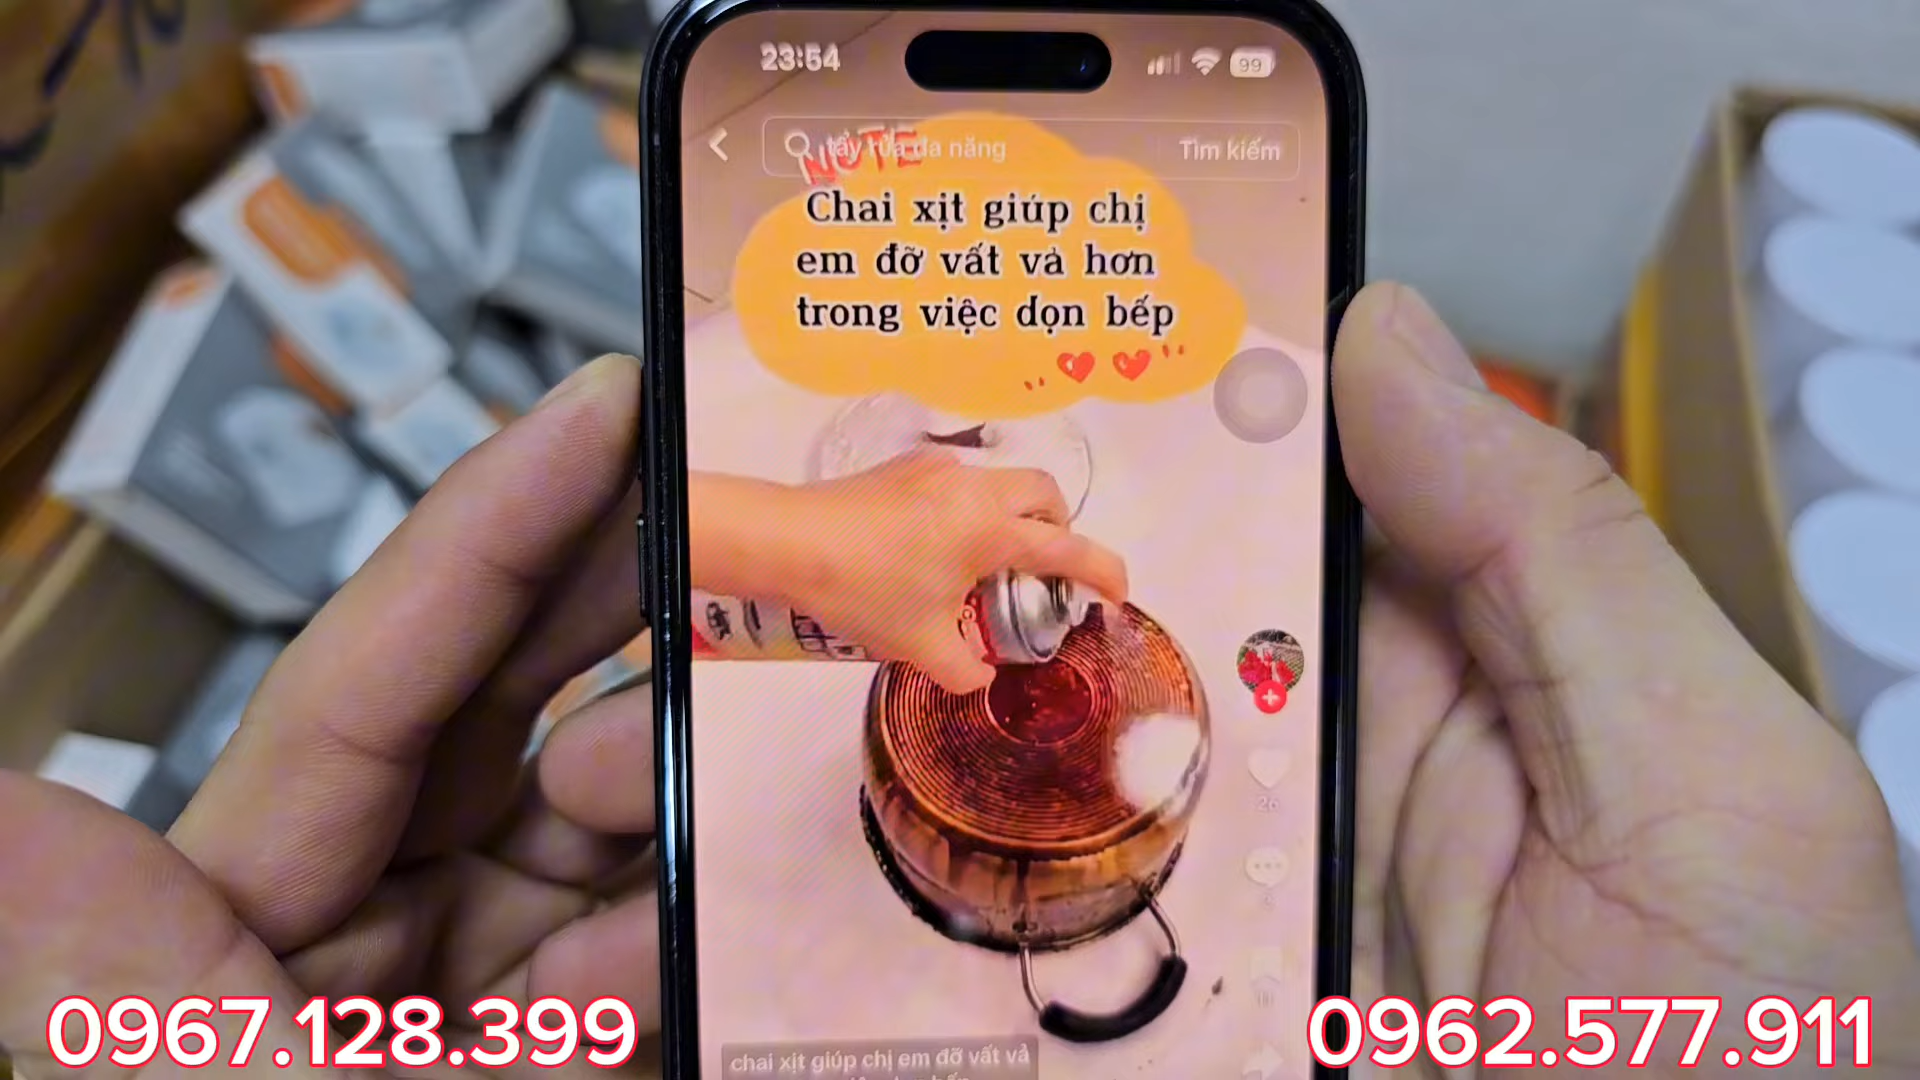 23:54
99
tẩy rửa đa năng
Tìm kiếm
NOTE
Chai xịt giúp chị
em đỡ vất vả hơn
trong việc dọn bếp
26
chai xịt giúp chị em đỡ vất vả
0967.128.399
0962.577.911